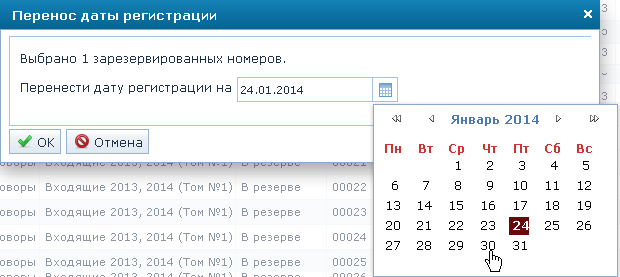 Перенос даты регистрации
Выбрано 1 зарезервированных номеров.
Перенести дату регистрации на 24.01.2014
OK Отмена
Январь 2014
Пн Вт Ср Чт Пт Сб Вс
1 2 3 4 5
6 7 8 9 10 11 12
13 14 15 16 17 18 19
20 21 22 23 24 25 26
27 28 29 30 31
оворы Входящие 2013, 2014 (Том №1) В резерве 00021
оворы Входящие 2013, 2014 (Том №1) В резерве 00022
оворы Входящие 2013, 2014 (Том №1) В резерве 00023
оворы Входящие 2013, 2014 (Том №1) В резерве 00024
оворы Входящие 2013, 2014 (Том №1) В резерве 00025